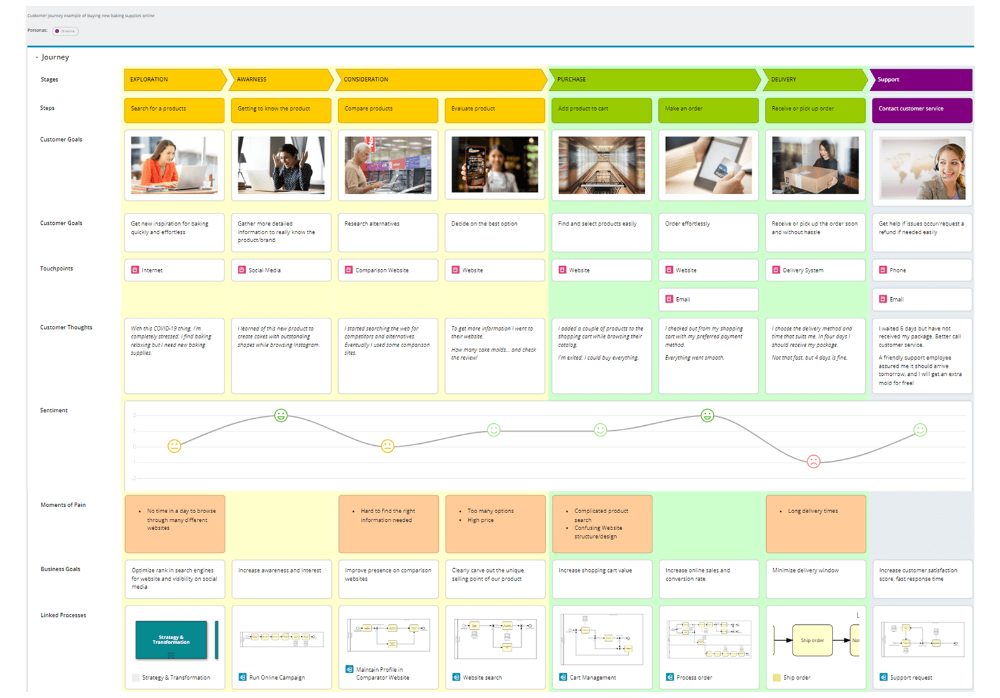 Customer journey example of buying new baking supplies online
Personas:
Brianna
Journey
Stages
EXPLORATION
AWARNESS
CONSIDERATION
PURCHASE
DELIVERY
Support
Steps
Search for a products
Getting to know the product
Compare products
Evaluate product
Add product to cart
Make an order
Receive or pick up order
Contact customer service
Customer Goals
Customer Goals
Get new inspiration for baking
quickly and effortless
Gather more detailed
information to really know the
product/brand
Research alternatives
Decide on the best option
Find and select products easily
Order effortlessly
Receive or pick up the order soon
and without hassle
Get help if issues occur/request a
refund if needed easily
Touchpoints
Internet
Social Media
Comparison Website
Website
Website
Website
Delivery System
Phone
Email
Email
Customer Thoughts
With this COVID-19 thing, I'm
completely stressed. I find baking
relaxing but I need new baking
supplies.
I learned of this new product to
create cakes with outstanding
shapes while browsing Instagram.
I started searching the web for
competitors and alternatives.
Eventually I used some comparison
sites.
To get more information I went to
their website.
How many cake molds... and check
the review!
I added a couple of products to the
shopping cart while browsing their
catalog.
I'm exited, I could buy everything.
I checked out from my shopping
cart with my preferred payment
method.
Everything went smooth.
I choose the delivery method and
time that suits me. In four days I
should receive my package.
Not that fast, but 4 days is fine.
I waited 6 days but have not
received my package. Better call
customer service.
A friendly support employee
assured me it should arrive
tomorrow, and I will get an extra
mold for free!
Sentiment
2
1
0
-1
-2
Moments of Pain
• No time in a day to browse
through many different
websites
• Hard to find the right
information needed
• Too many options
• High price
• Complicated product
search
• Confusing Website
structure/design
• Long delivery times
Business Goals
Optimize rank in search engines
for website and visibility on social
media
Increase awareness and interest
Improve presence on comparison
websites
Clearly carve out the unique
selling point of our product
Increase shopping cart value
Increase online sales and
conversion rate
Minimize delivery window
Increase customer satisfaction
score, fast response time
Linked Processes
Strategy &
Transformation
Ship order
Strategy & Transformation
Run Online Campaign
Maintain Profile in
Comparator Website
Website search
Cart Management
Process order
Ship order
Support request